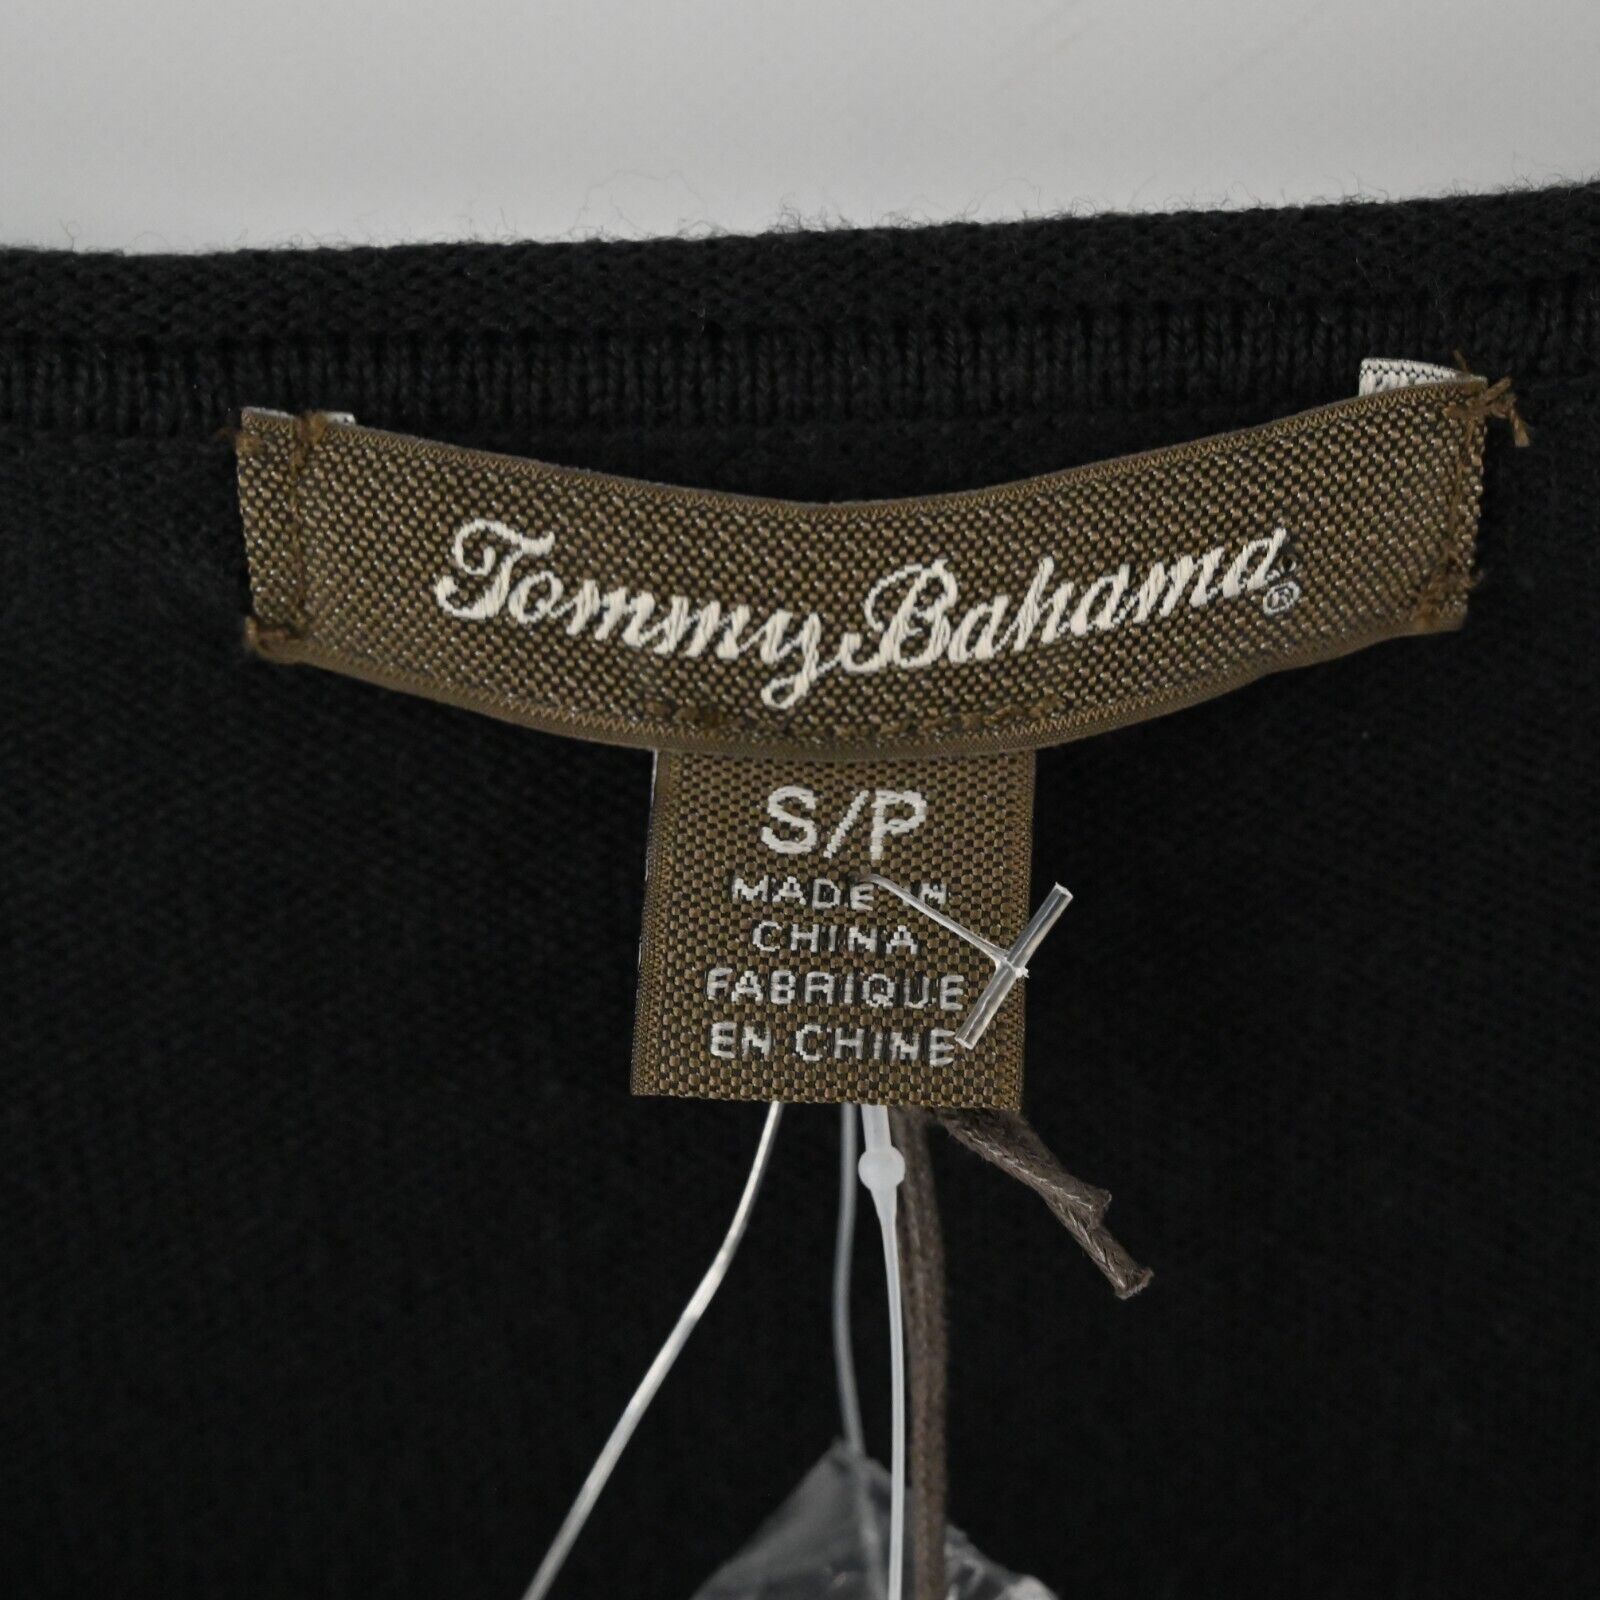 Tommy Bahama®
S/P
MADE IN
CHINA
FABRIQUE
EN CHINE